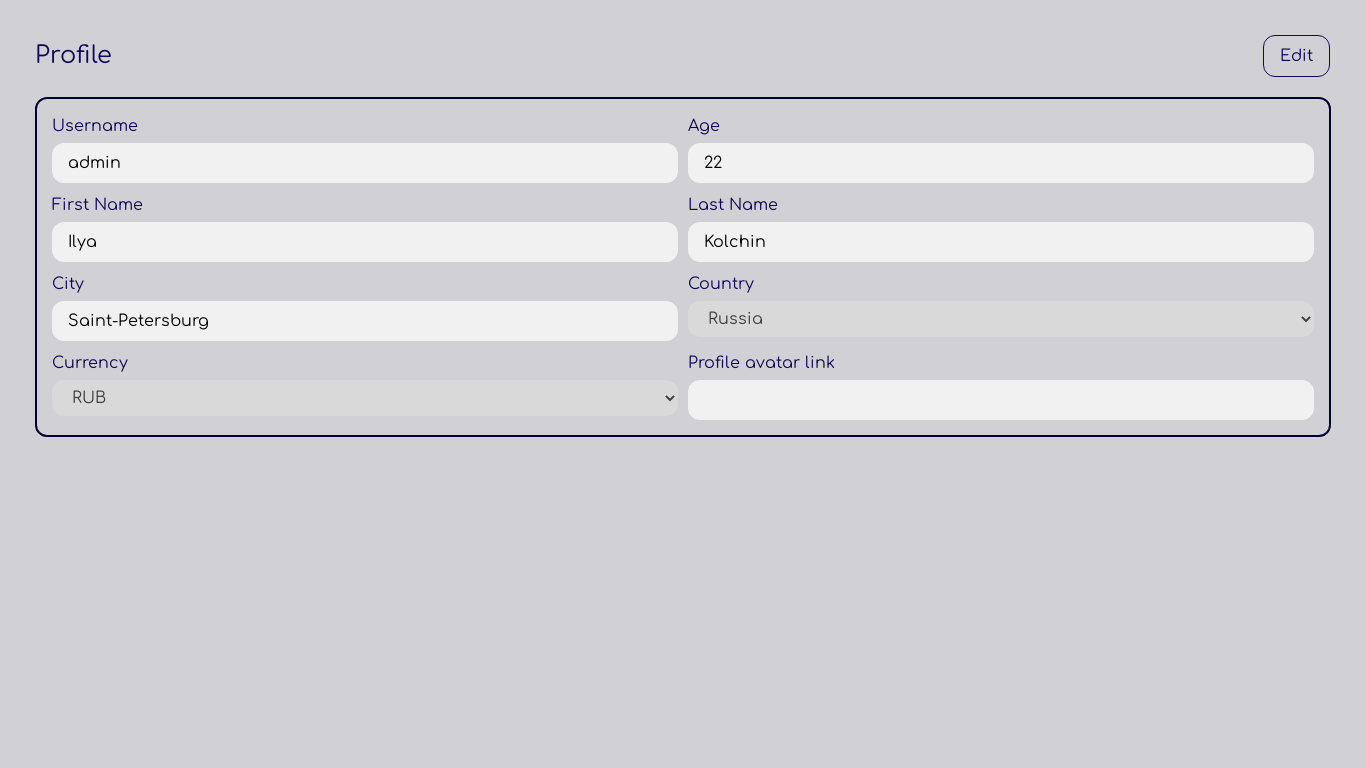 Profile
Edit
Username
Age
admin
22
First Name
Last Name
Ilya
Kolchin
City
Country
Saint-Petersburg
Russia
Currency
Profile avatar link
RUB